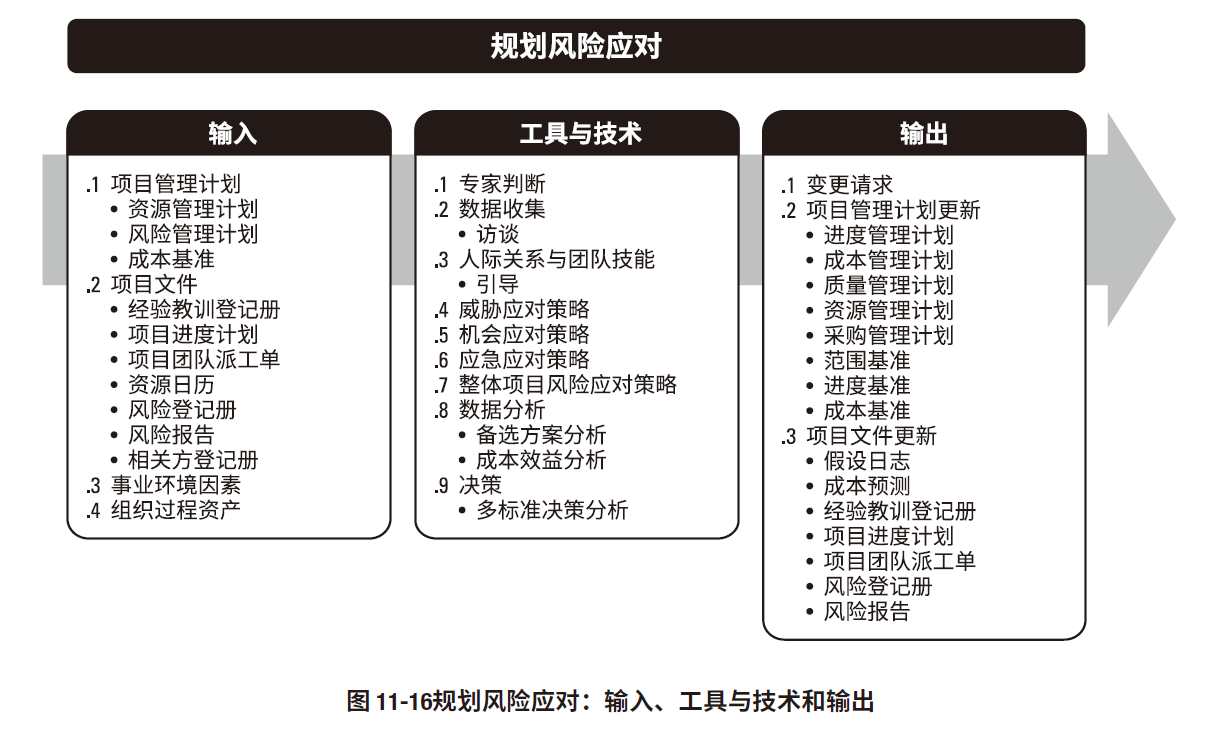 规划风险应对
输入
.1 项目管理计划
• 资源管理计划
• 风险管理计划
• 成本基准
.2 项目文件
• 经验教训登记册
• 项目进度计划
• 项目团队派工单
• 资源日历
• 风险登记册
• 风险报告
• 相关方登记册
.3 事业环境因素
.4 组织过程资产
工具与技术
.1 专家判断
.2 数据收集
• 访谈
.3 人际关系与团队技能
• 引导
.4 威胁应对策略
.5 机会应对策略
.6 应急应对策略
.7 整体项目风险应对策略
.8 数据分析
• 备选方案分析
• 成本效益分析
.9 决策
• 多标准决策分析
输出
.1 变更请求
.2 项目管理计划更新
• 进度管理计划
• 成本管理计划
• 质量管理计划
• 资源管理计划
• 采购管理计划
• 范围基准
• 进度基准
• 成本基准
.3 项目文件更新
• 假设日志
• 成本预测
• 经验教训登记册
• 项目进度计划
• 项目团队派工单
• 风险登记册
• 风险报告
图 11-16规划风险应对：输入、工具与技术和输出